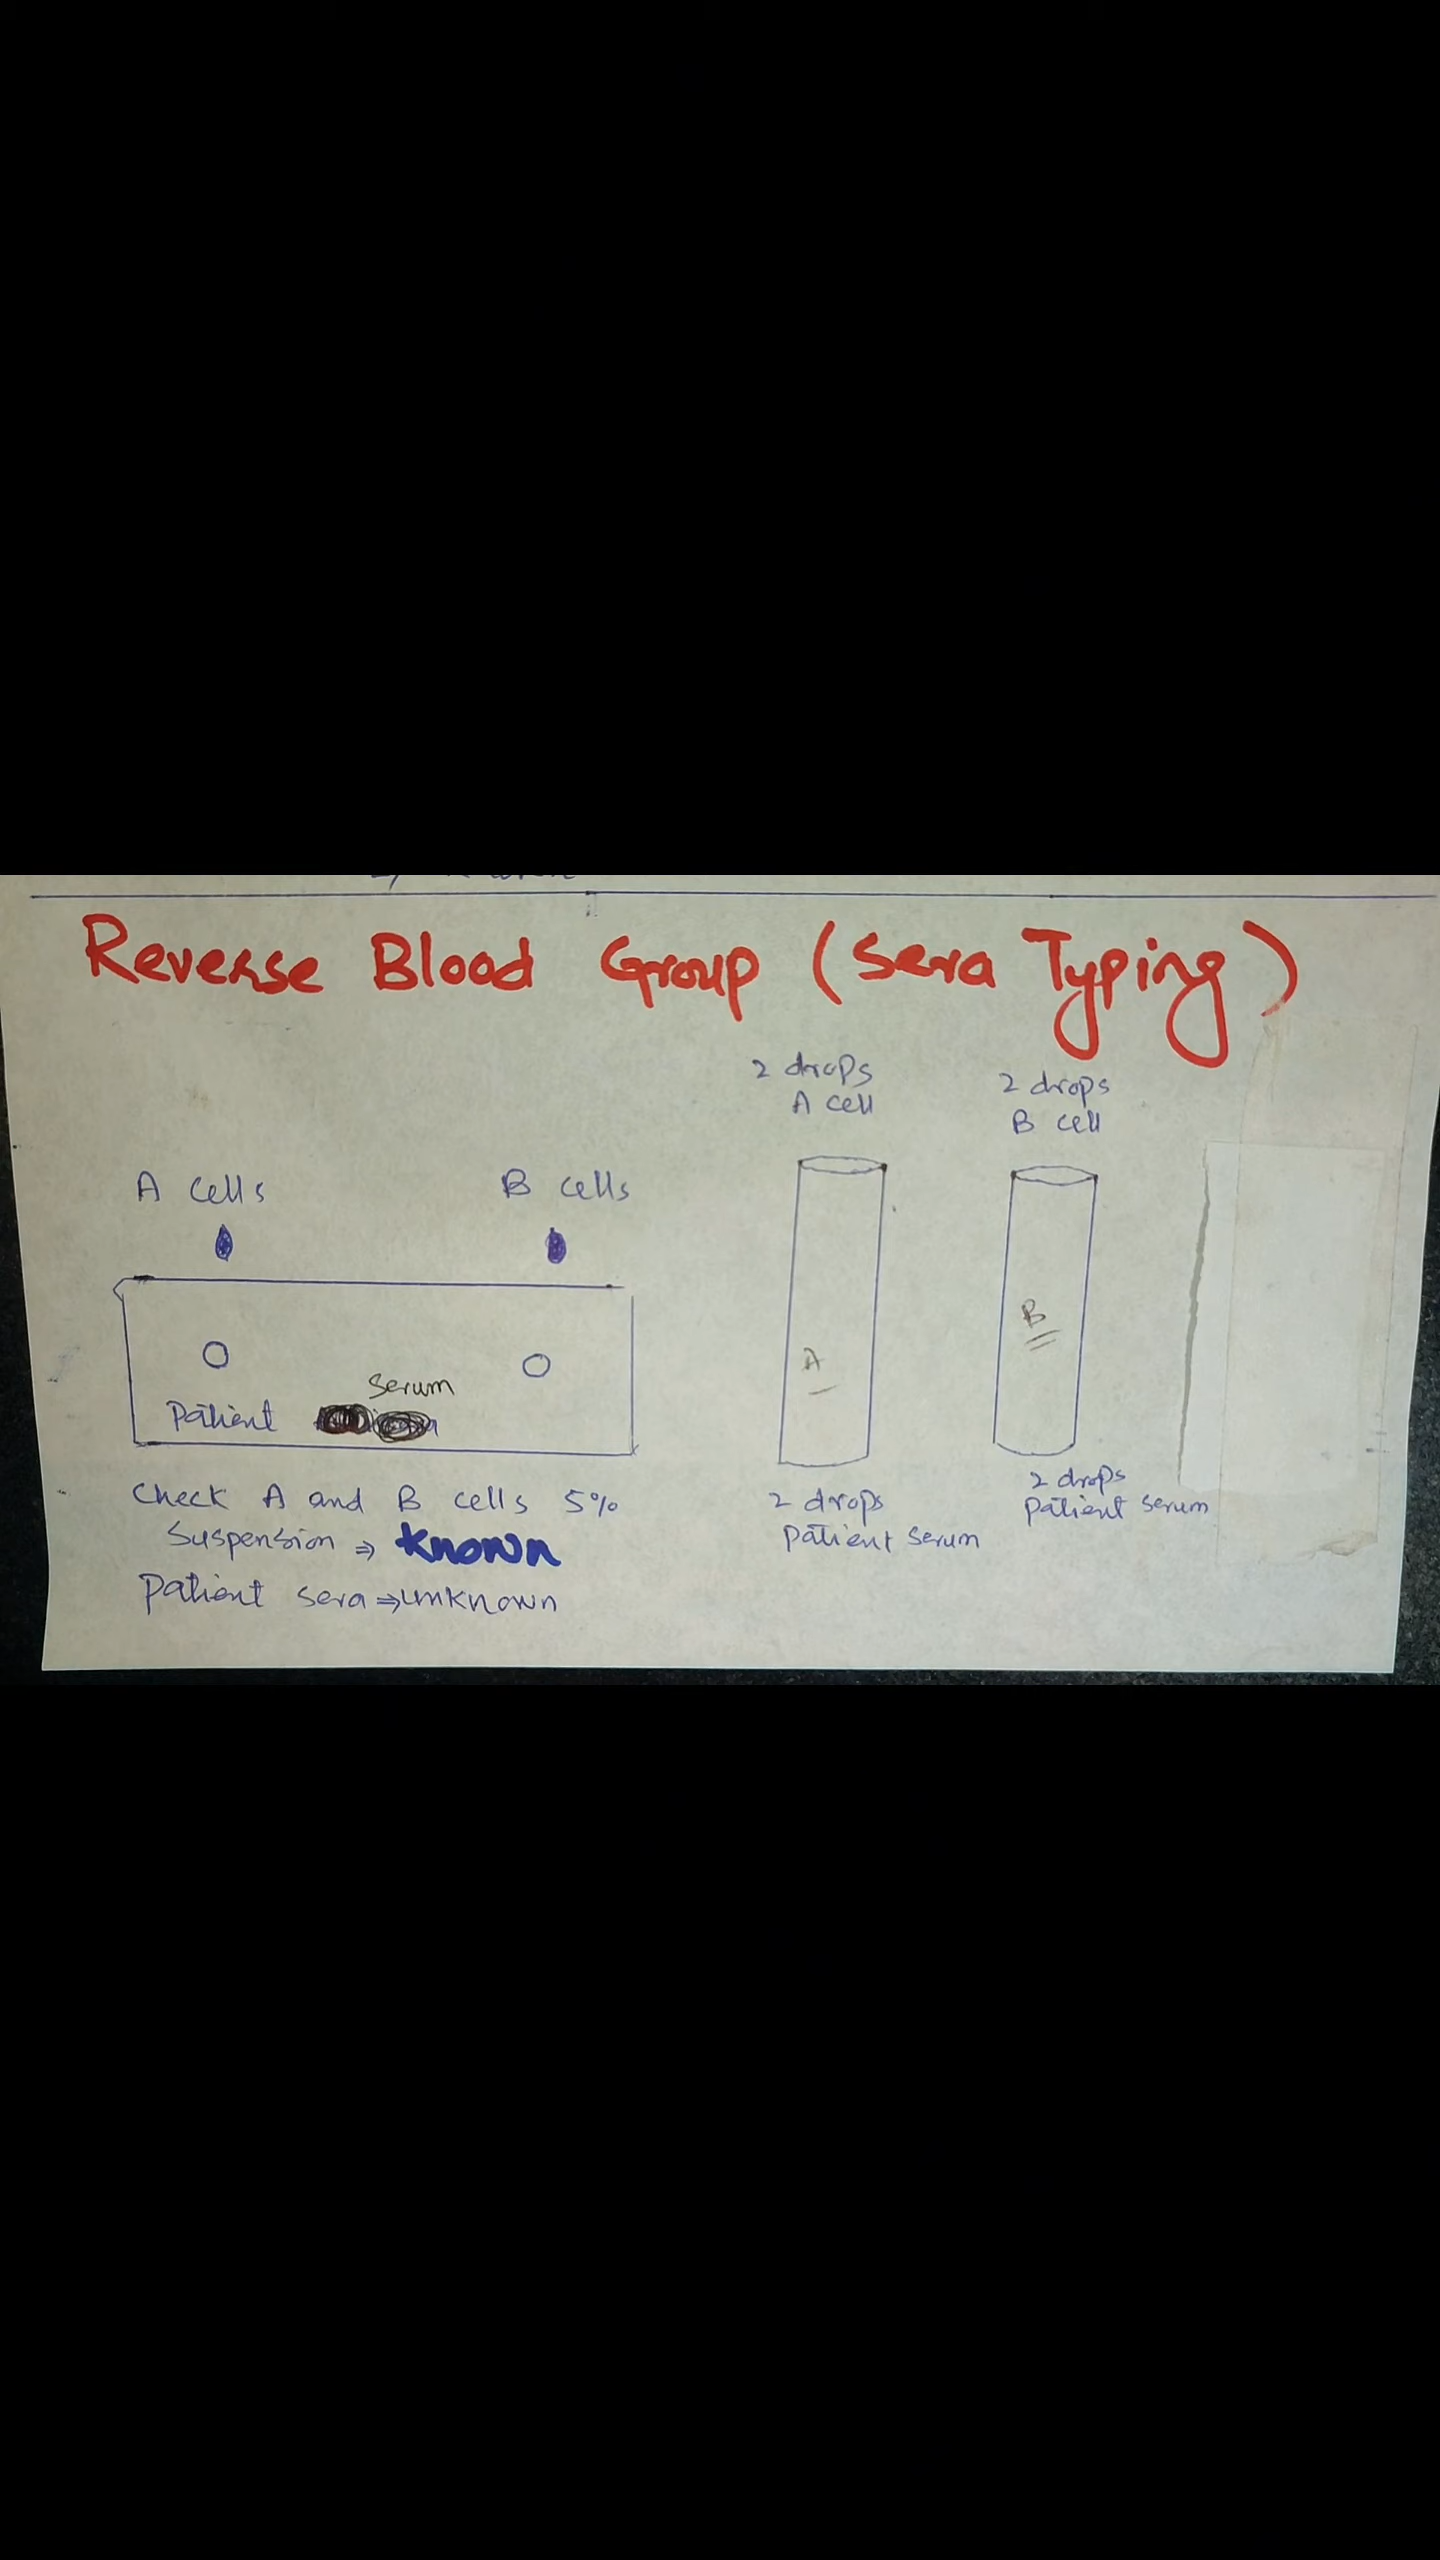 Reverse Blood Group (Sera Typing)
A cells
B cells
Serum
Patient
Check A and B cells 5%
Suspension ⇒ Known
Patient sera ⇒ unknown
2 drops
A cell
A
2 drops
Patient Serum
2 drops
B cell
B
2 drops
Patient Serum